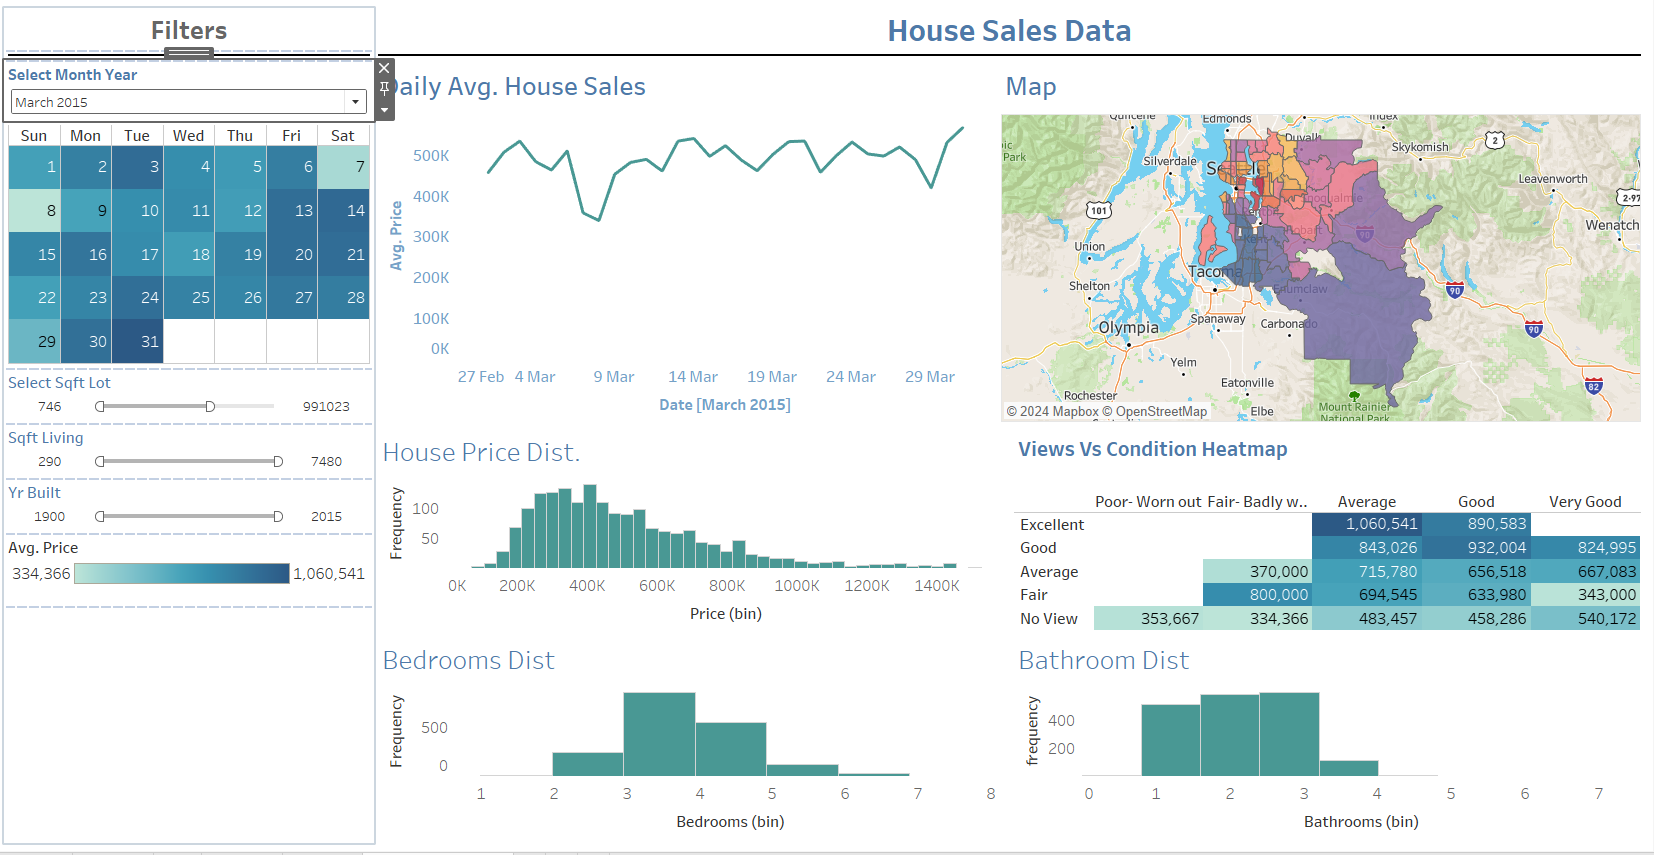 Filters
House Sales Data
Select Month Year
March 2015
Sun Mon Tue Wed Thu Fri Sat
1 2 3 4 5 6 7
8 9 10 11 12 13 14
15 16 17 18 19 20 21
22 23 24 25 26 27 28
29 30 31
Select Sqft Lot
746 991023
Sqft Living
290 7480
Yr Built
1900 2015
Avg. Price
334,366 1,060,541
Daily Avg. House Sales
Avg. Price
500K
400K
300K
200K
100K
0K
27 Feb 4 Mar 9 Mar 14 Mar 19 Mar 24 Mar 29 Mar
Date [March 2015]
Map
Quilcene Edmonds Index
Duvall
2
Park
Silverdale
Skykomish
Leavenworth
2-97
101
Wenatch
Union
90
Tacoma
Shelton
Enumclaw
90
Olympia
Spanaway
Carbonado
90
Yelm
Eatonville
82
Rochester
Elbe
Mount Rainier
National Park
© 2024 Mapbox © OpenStreetMap
House Price Dist.
Frequency
100
50
0K 200K 400K 600K 800K 1000K 1200K 1400K
Price (bin)
Views Vs Condition Heatmap
Poor- Worn out Fair- Badly w.. Average Good Very Good
Excellent 1,060,541 890,583
Good 843,026 932,004 824,995
Average 370,000 715,780 656,518 667,083
Fair 800,000 694,545 633,980 343,000
No View 353,667 334,366 483,457 458,286 540,172
Bedrooms Dist
Frequency
500
0
1 2 3 4 5 6 7 8
Bedrooms (bin)
Bathroom Dist
frequency
400
200
0 1 2 3 4 5 6 7
Bathrooms (bin)